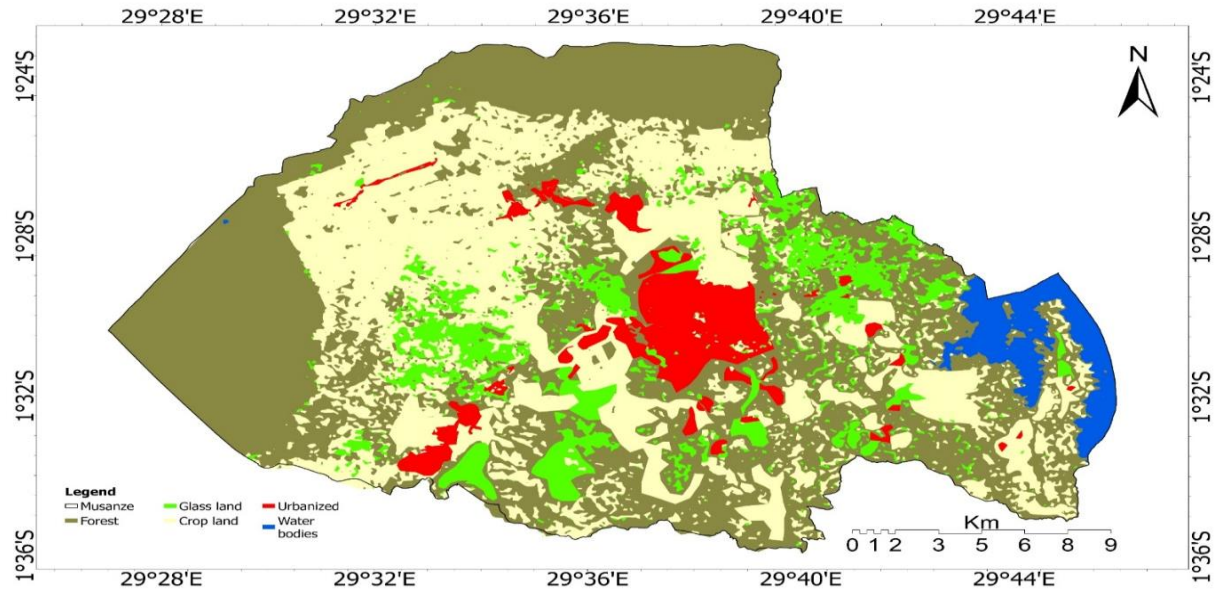 29°28'E 29°32'E 29°36'E 29°40'E 29°44'E
N
1°24'S 1°24'S
1°28'S 1°28'S
1°32'S 1°32'S
1°36'S 1°36'S
Legend
Musanze Glass land Urbanized
Forest Crop land Water
bodies
Km
0 1 2 3 5 6 8 9
29°28'E 29°32'E 29°36'E 29°40'E 29°44'E